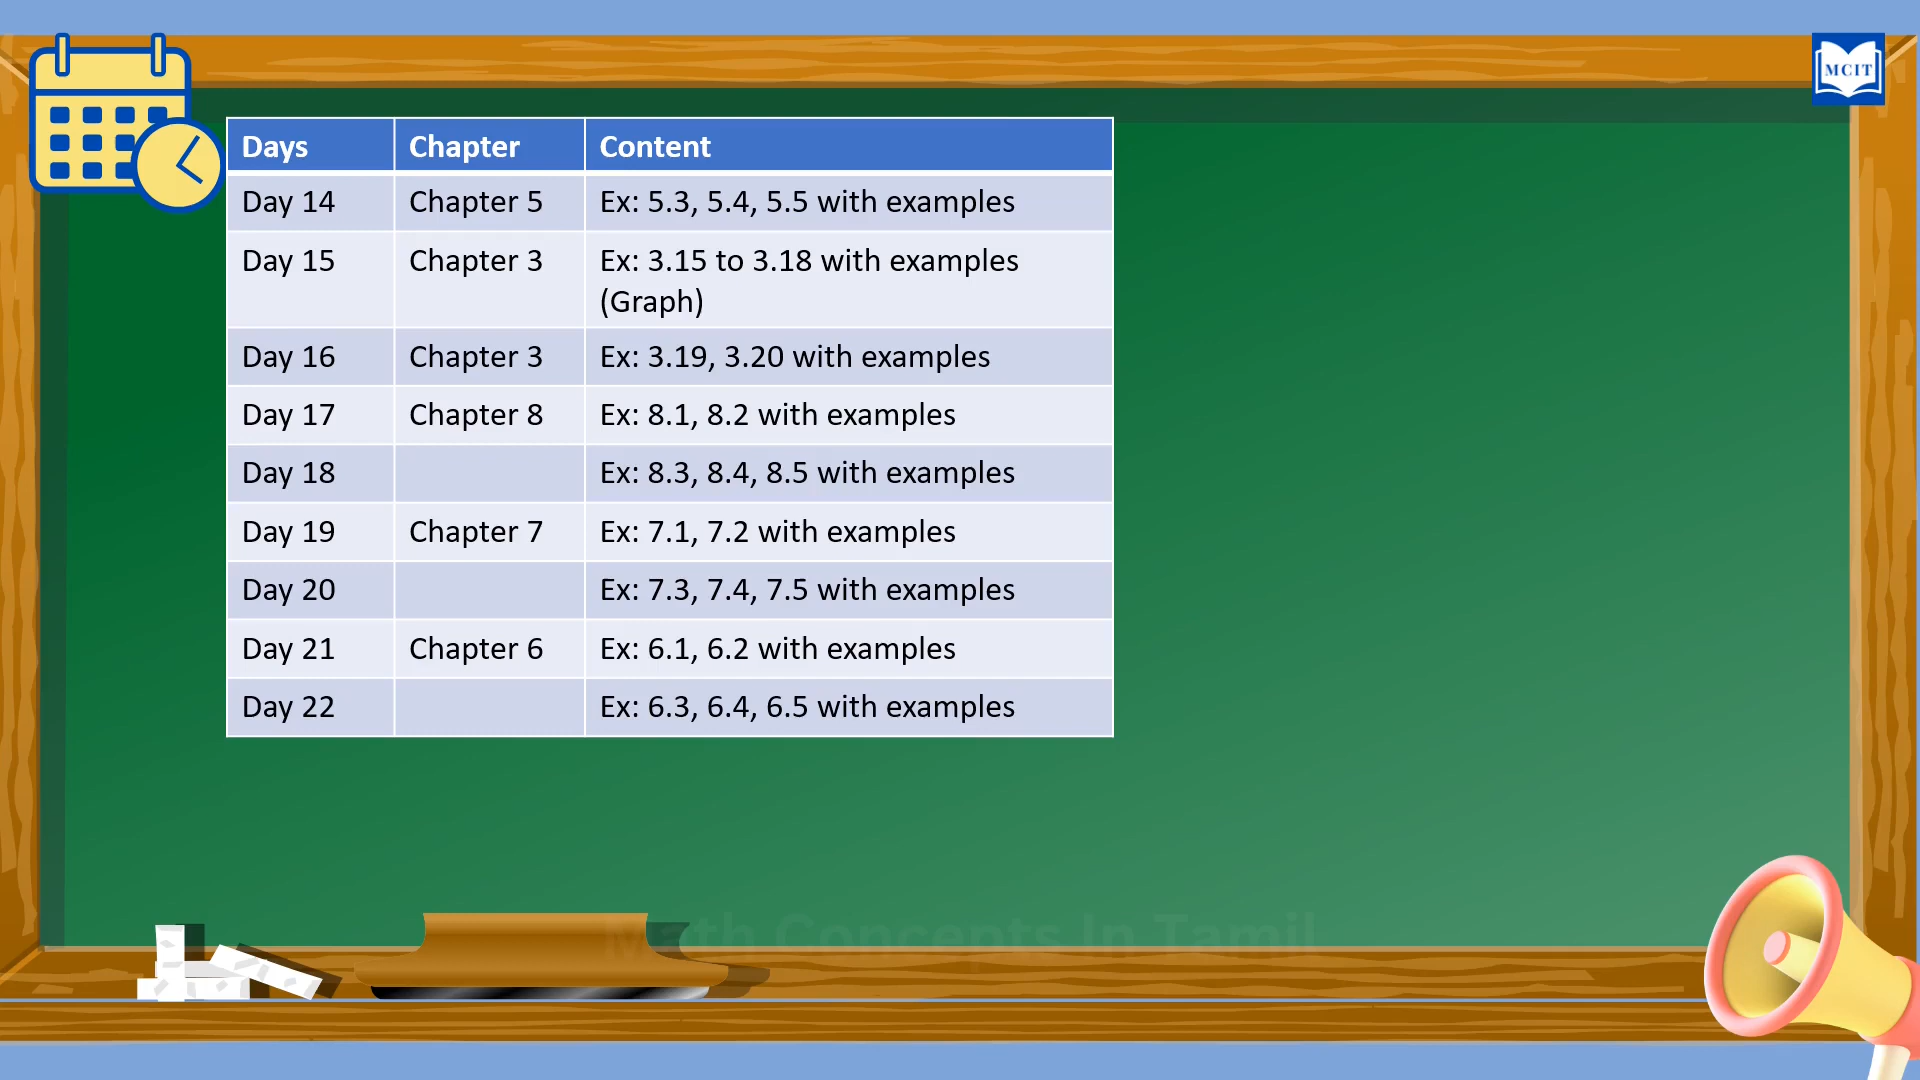 MCIT
Days Chapter Content
Day 14 Chapter 5 Ex: 5.3, 5.4, 5.5 with examples
Day 15 Chapter 3 Ex: 3.15 to 3.18 with examples
(Graph)
Day 16 Chapter 3 Ex: 3.19, 3.20 with examples
Day 17 Chapter 8 Ex: 8.1, 8.2 with examples
Day 18 Ex: 8.3, 8.4, 8.5 with examples
Day 19 Chapter 7 Ex: 7.1, 7.2 with examples
Day 20 Ex: 7.3, 7.4, 7.5 with examples
Day 21 Chapter 6 Ex: 6.1, 6.2 with examples
Day 22 Ex: 6.3, 6.4, 6.5 with examples
Math Concepts In Tamil